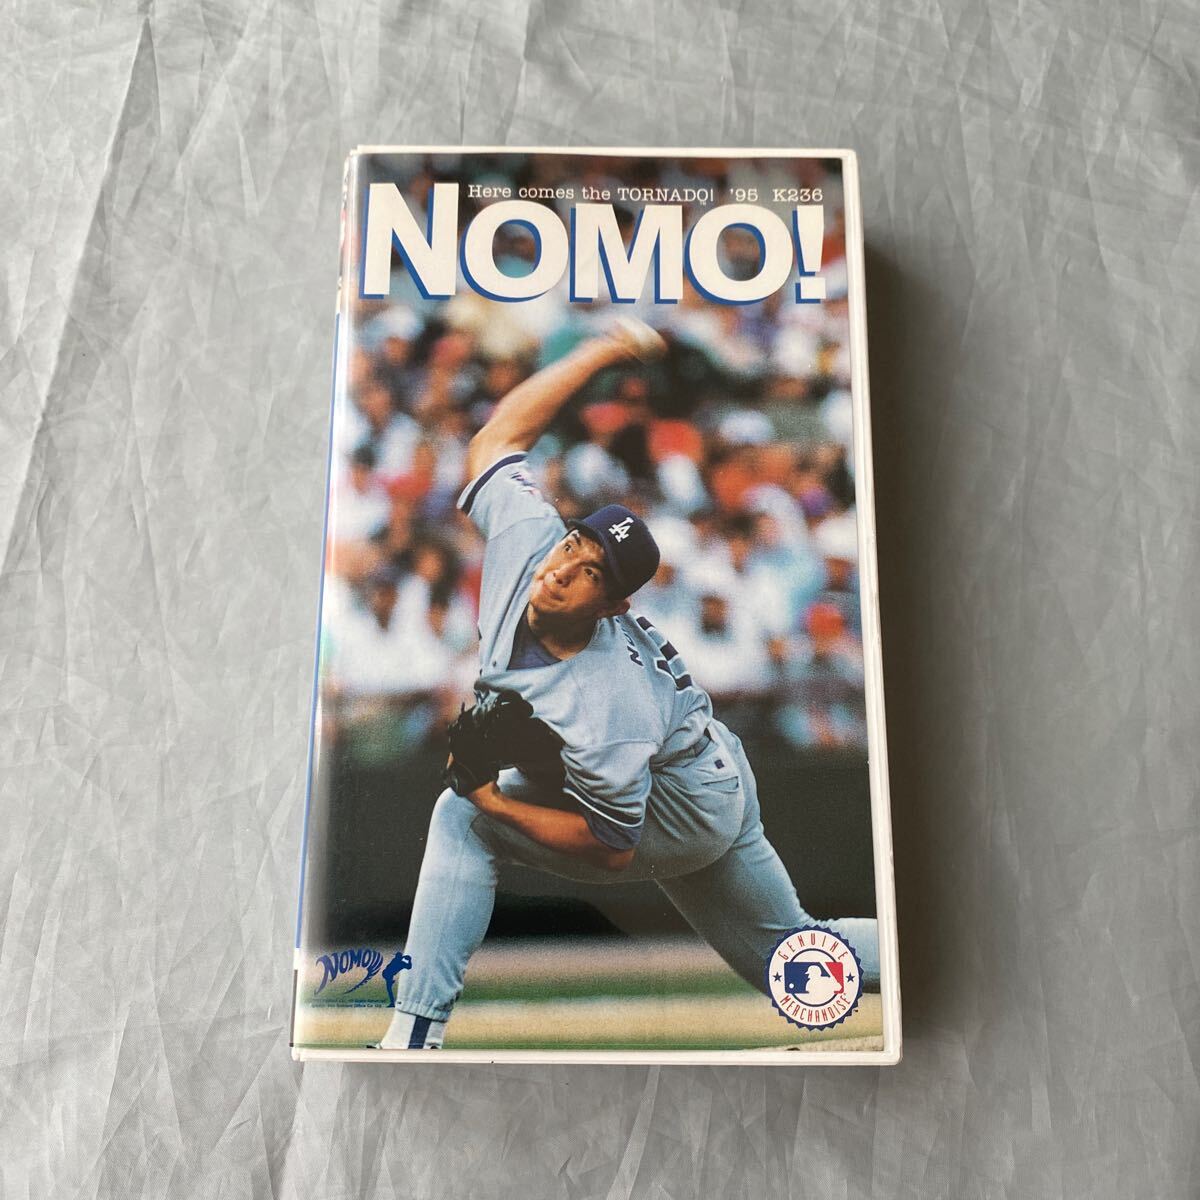 Here comes the TORNADO! '95 K236
NOMO!
LA
NOMO
GENUINE
MERCHANDISE